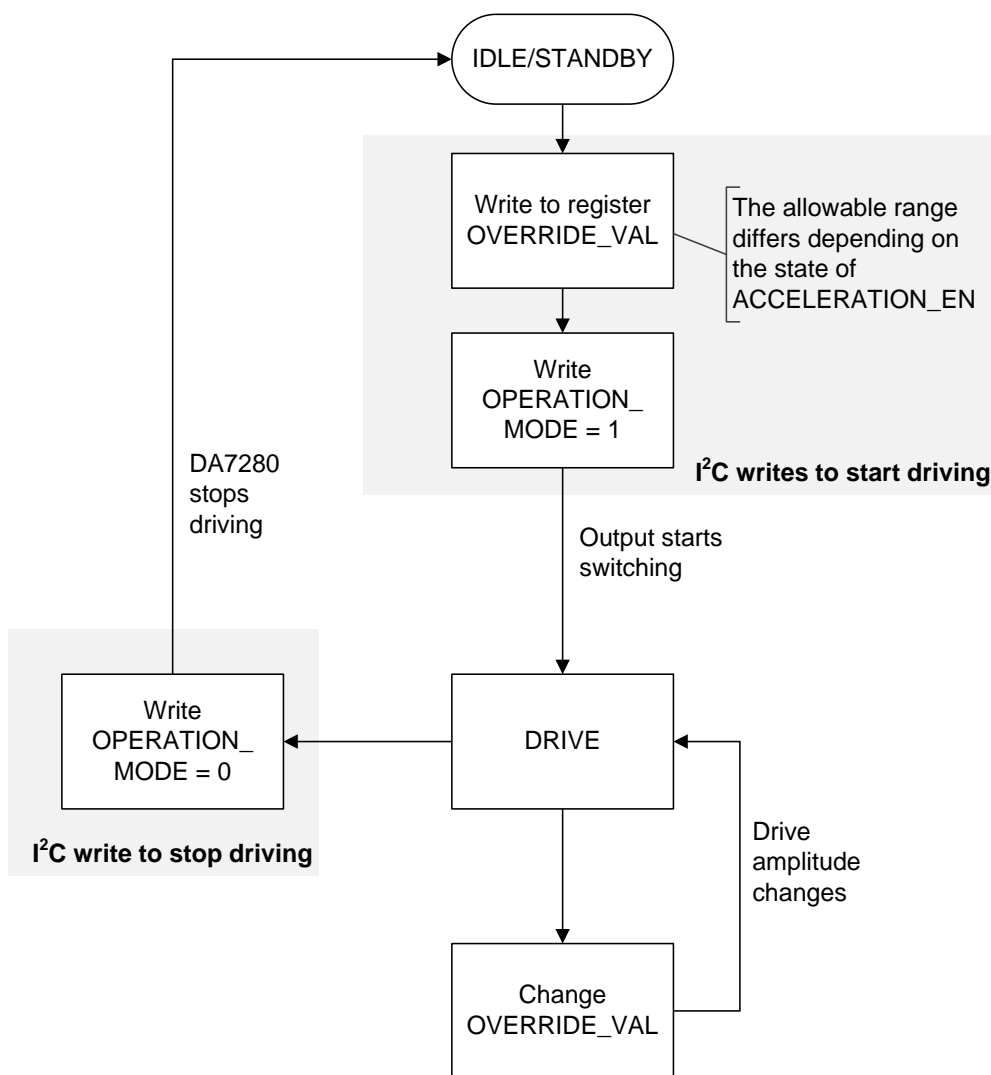 IDLE/STANDBY
Write to register
OVERRIDE_VAL
The allowable range
differs depending on
the state of
ACCELERATION_EN
Write
OPERATION_
MODE = 1
I²C writes to start driving
DA7280
stops
driving
Output starts
switching
Write
OPERATION_
MODE = 0
I²C write to stop driving
DRIVE
Drive
amplitude
changes
Change
OVERRIDE_VAL